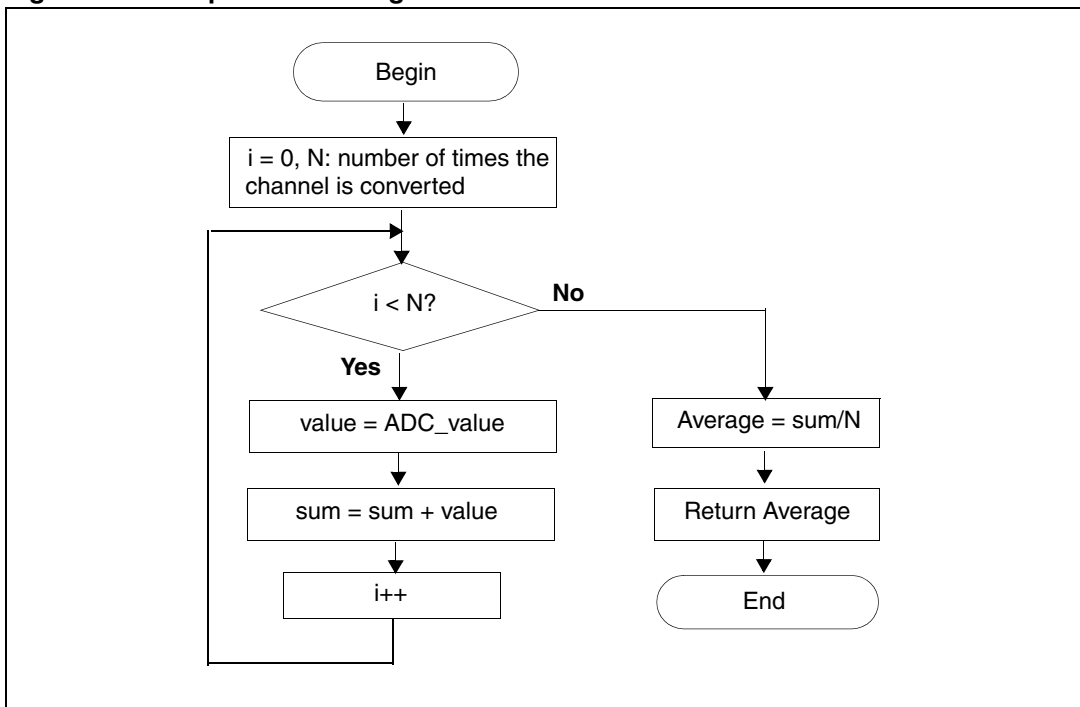 Begin
i = 0, N: number of times the
channel is converted
i < N?
No
Yes
value = ADC_value
sum = sum + value
i++
Average = sum/N
Return Average
End